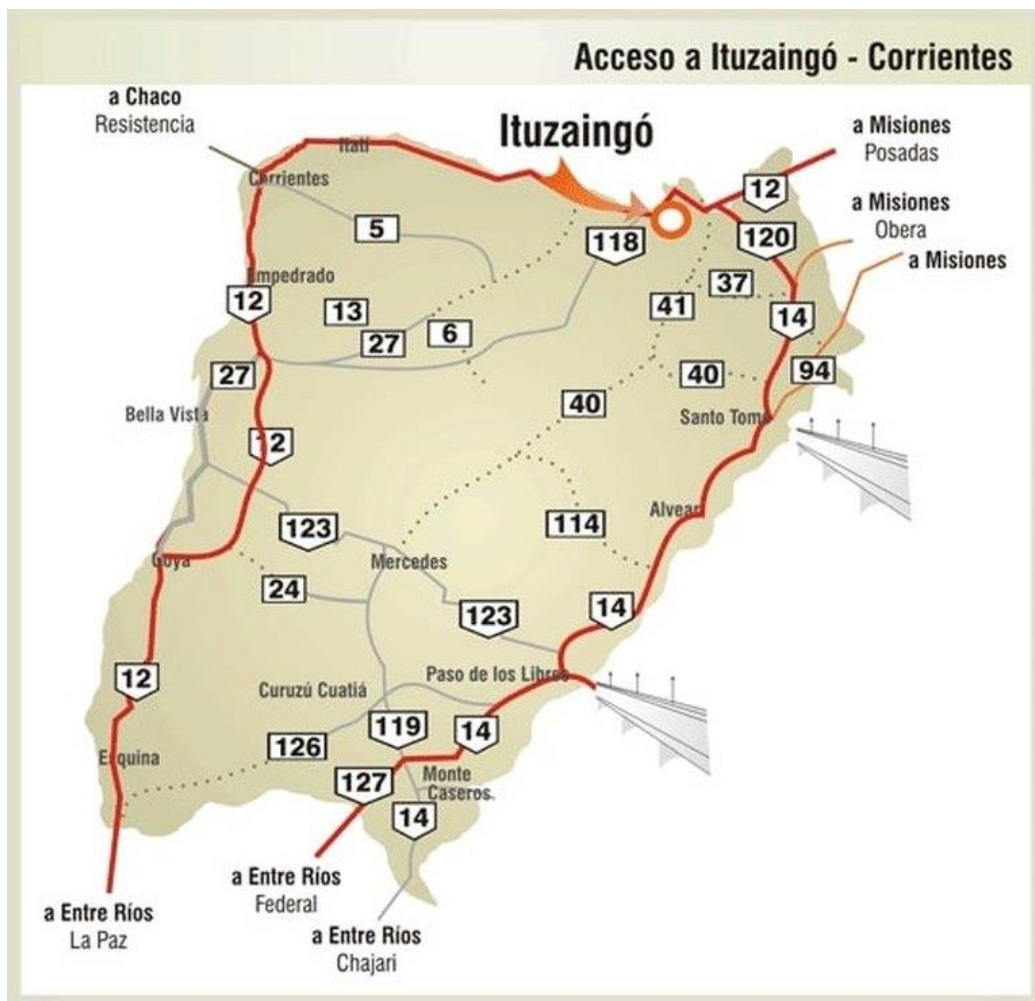 Acceso a Ituzaingó - Corrientes
a Chaco
Resistencia
Ituzaingó
a Misiones
Posadas
Itatí
Corrientes
12
a Misiones
Obera
5
118
120
a Misiones
Empedrado
37
12
13
41
14
27
6
27
40
94
40
Bella Vista
Santo Tomé
12
123
114
Alvear
Goya
Mercedes
24
123
14
12
Paso de los Libres
Curuzú Cuatiá
119
14
126
Esquina
127
Monte
Caseros
14
a Entre Ríos
Federal
a Entre Ríos
La Paz
a Entre Ríos
Chajari